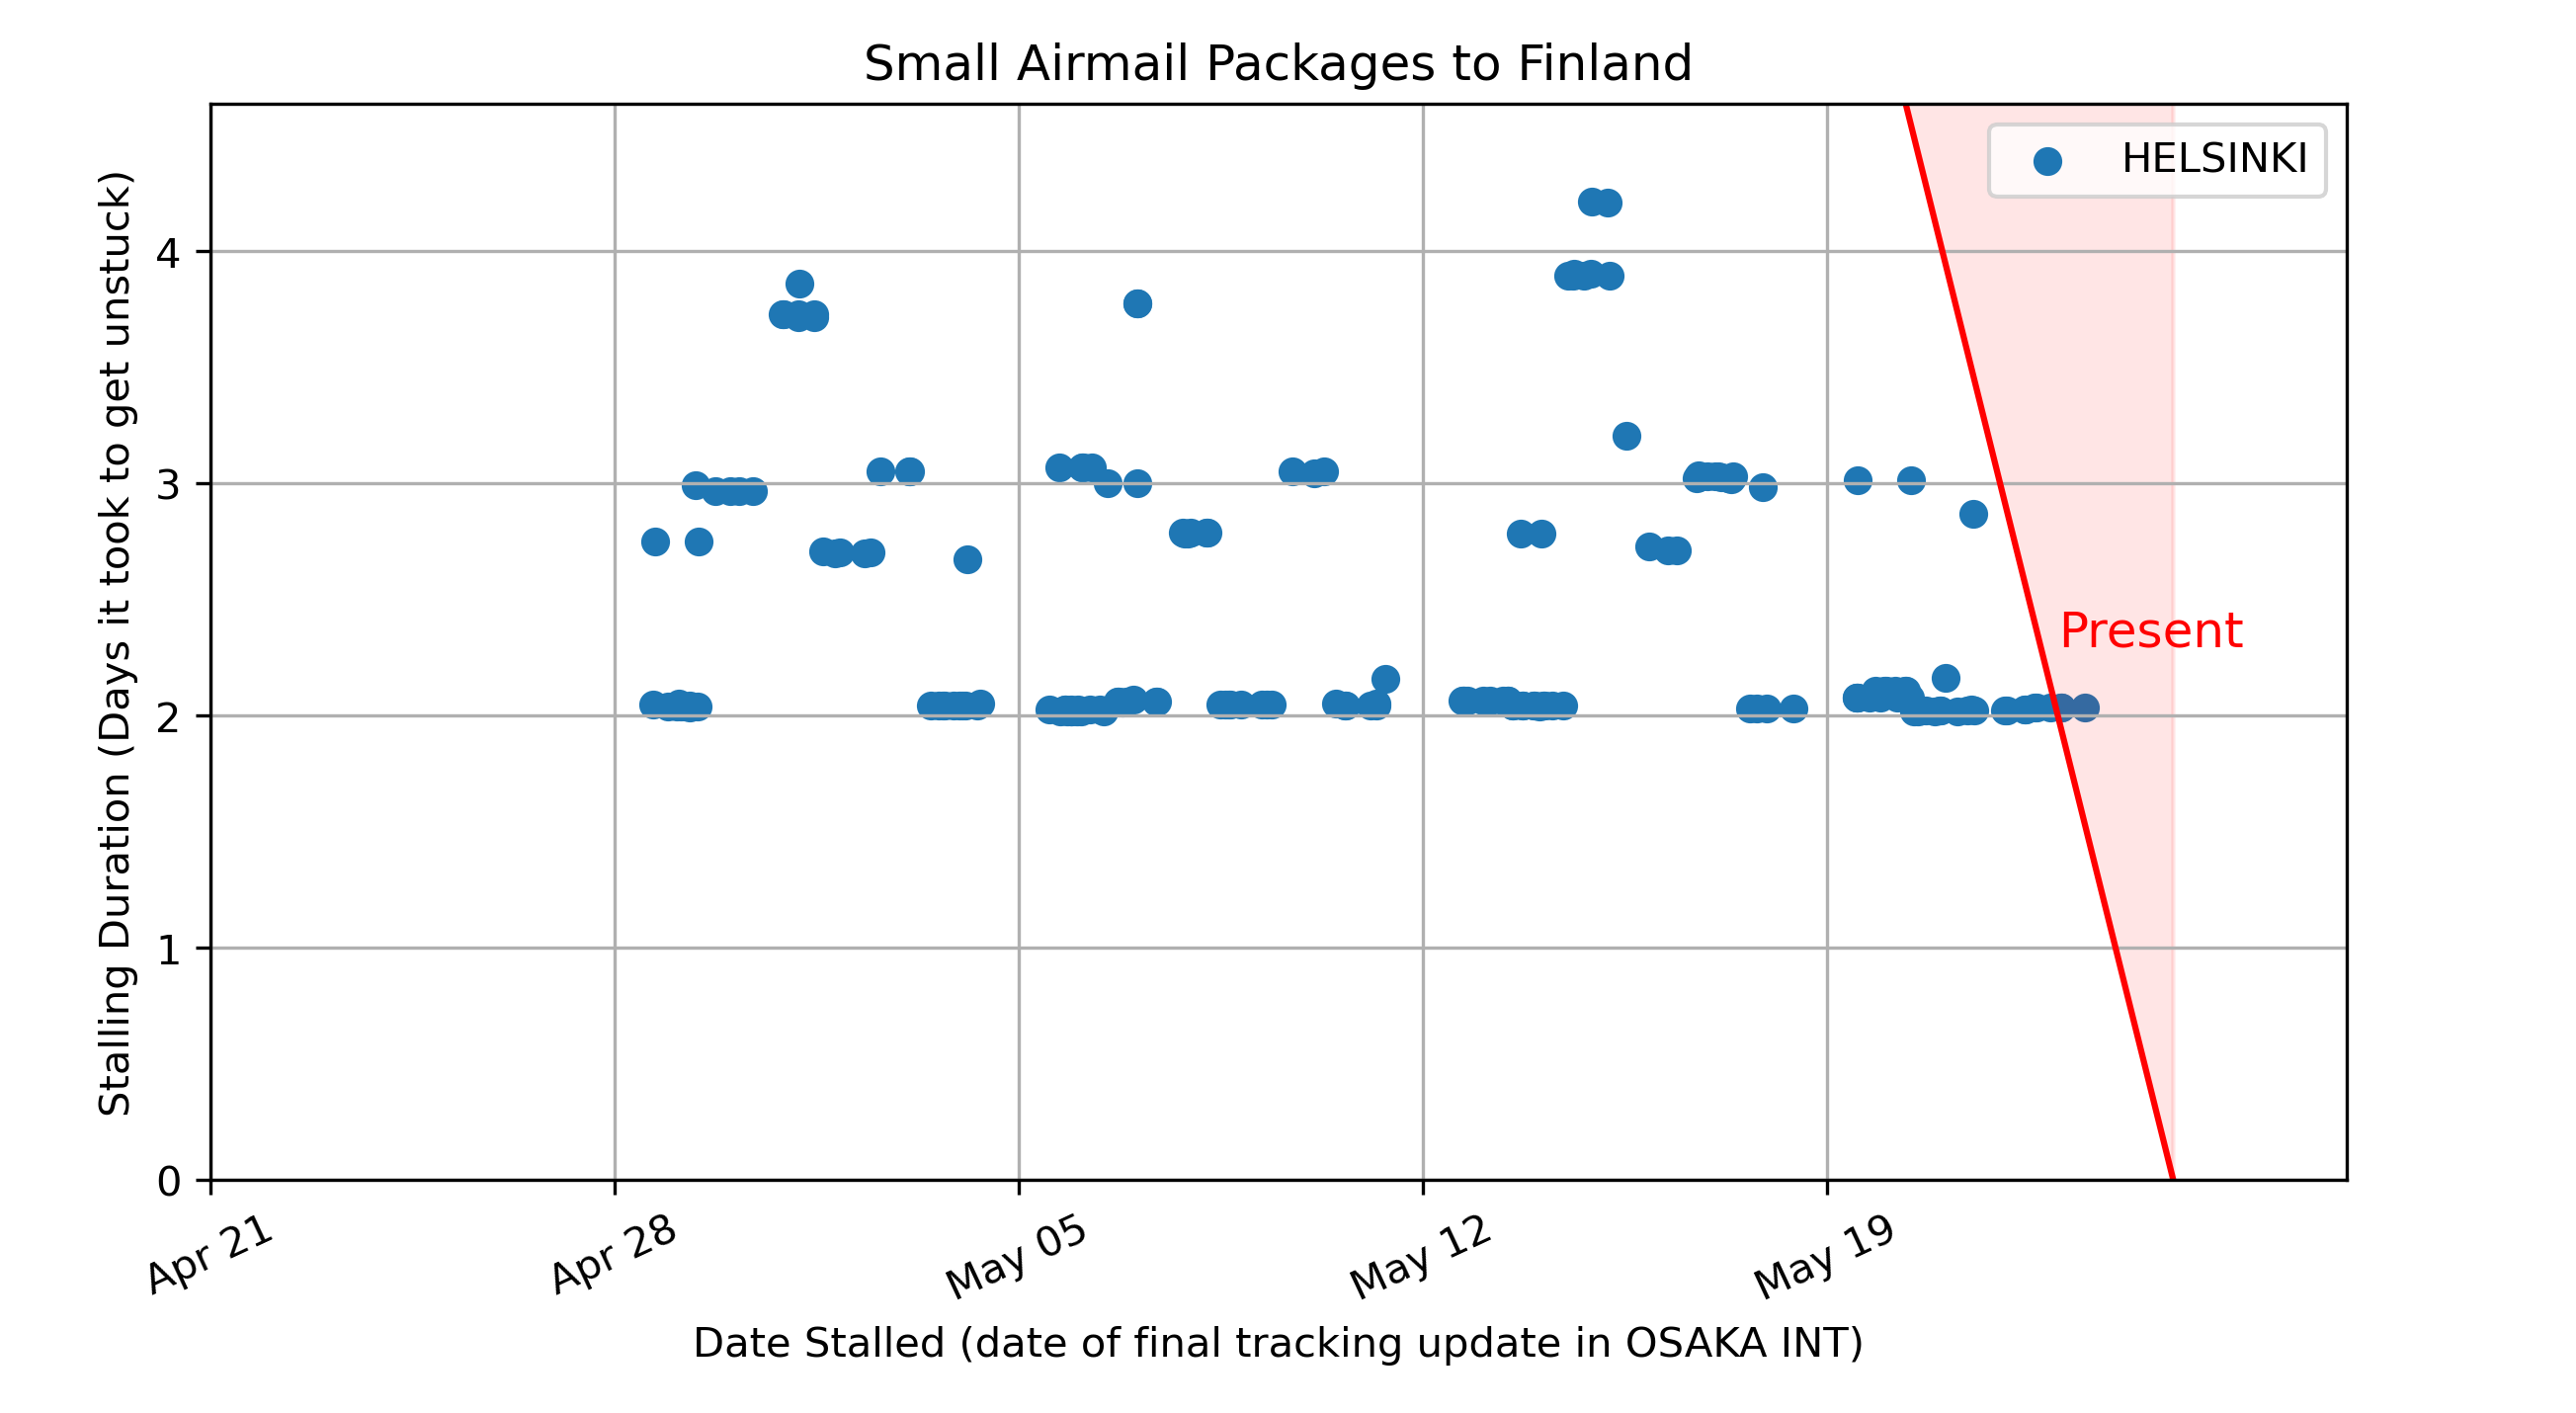 Small Airmail Packages to Finland
HELSINKI
Stalling Duration (Days it took to get unstuck)
4
3
2
1
0
Present
Apr 21
Apr 28
May 05
May 12
May 19
Date Stalled (date of final tracking update in OSAKA INT)